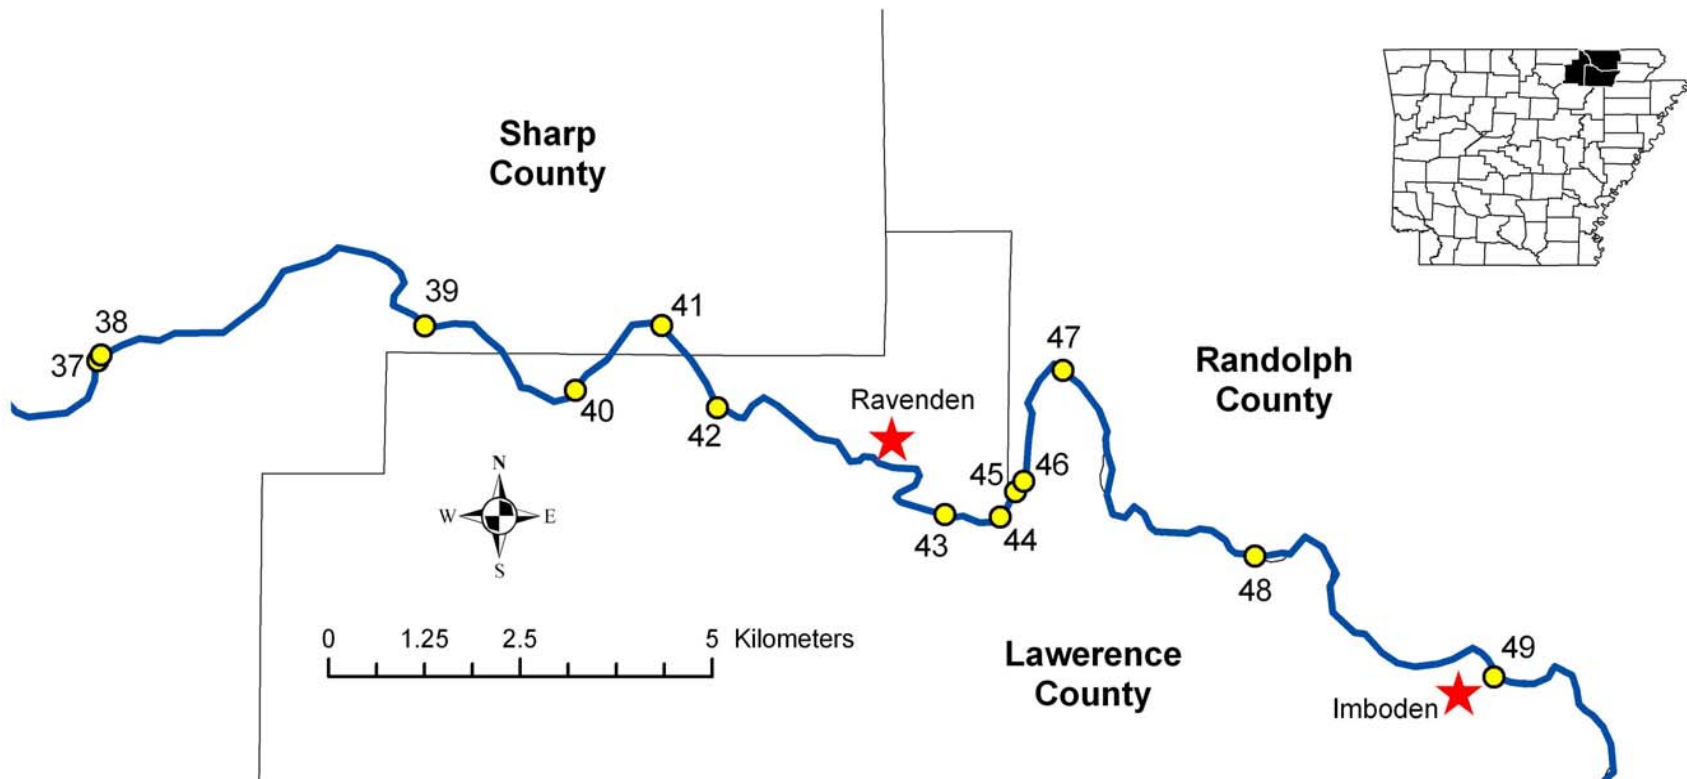 Sharp
County
39
41
38
37
47
Randolph
County
40
42
Ravenden
45
46
43
44
N
W
E
S
48
0
1.25
2.5
5
Kilometers
Lawerence
County
49
Imboden